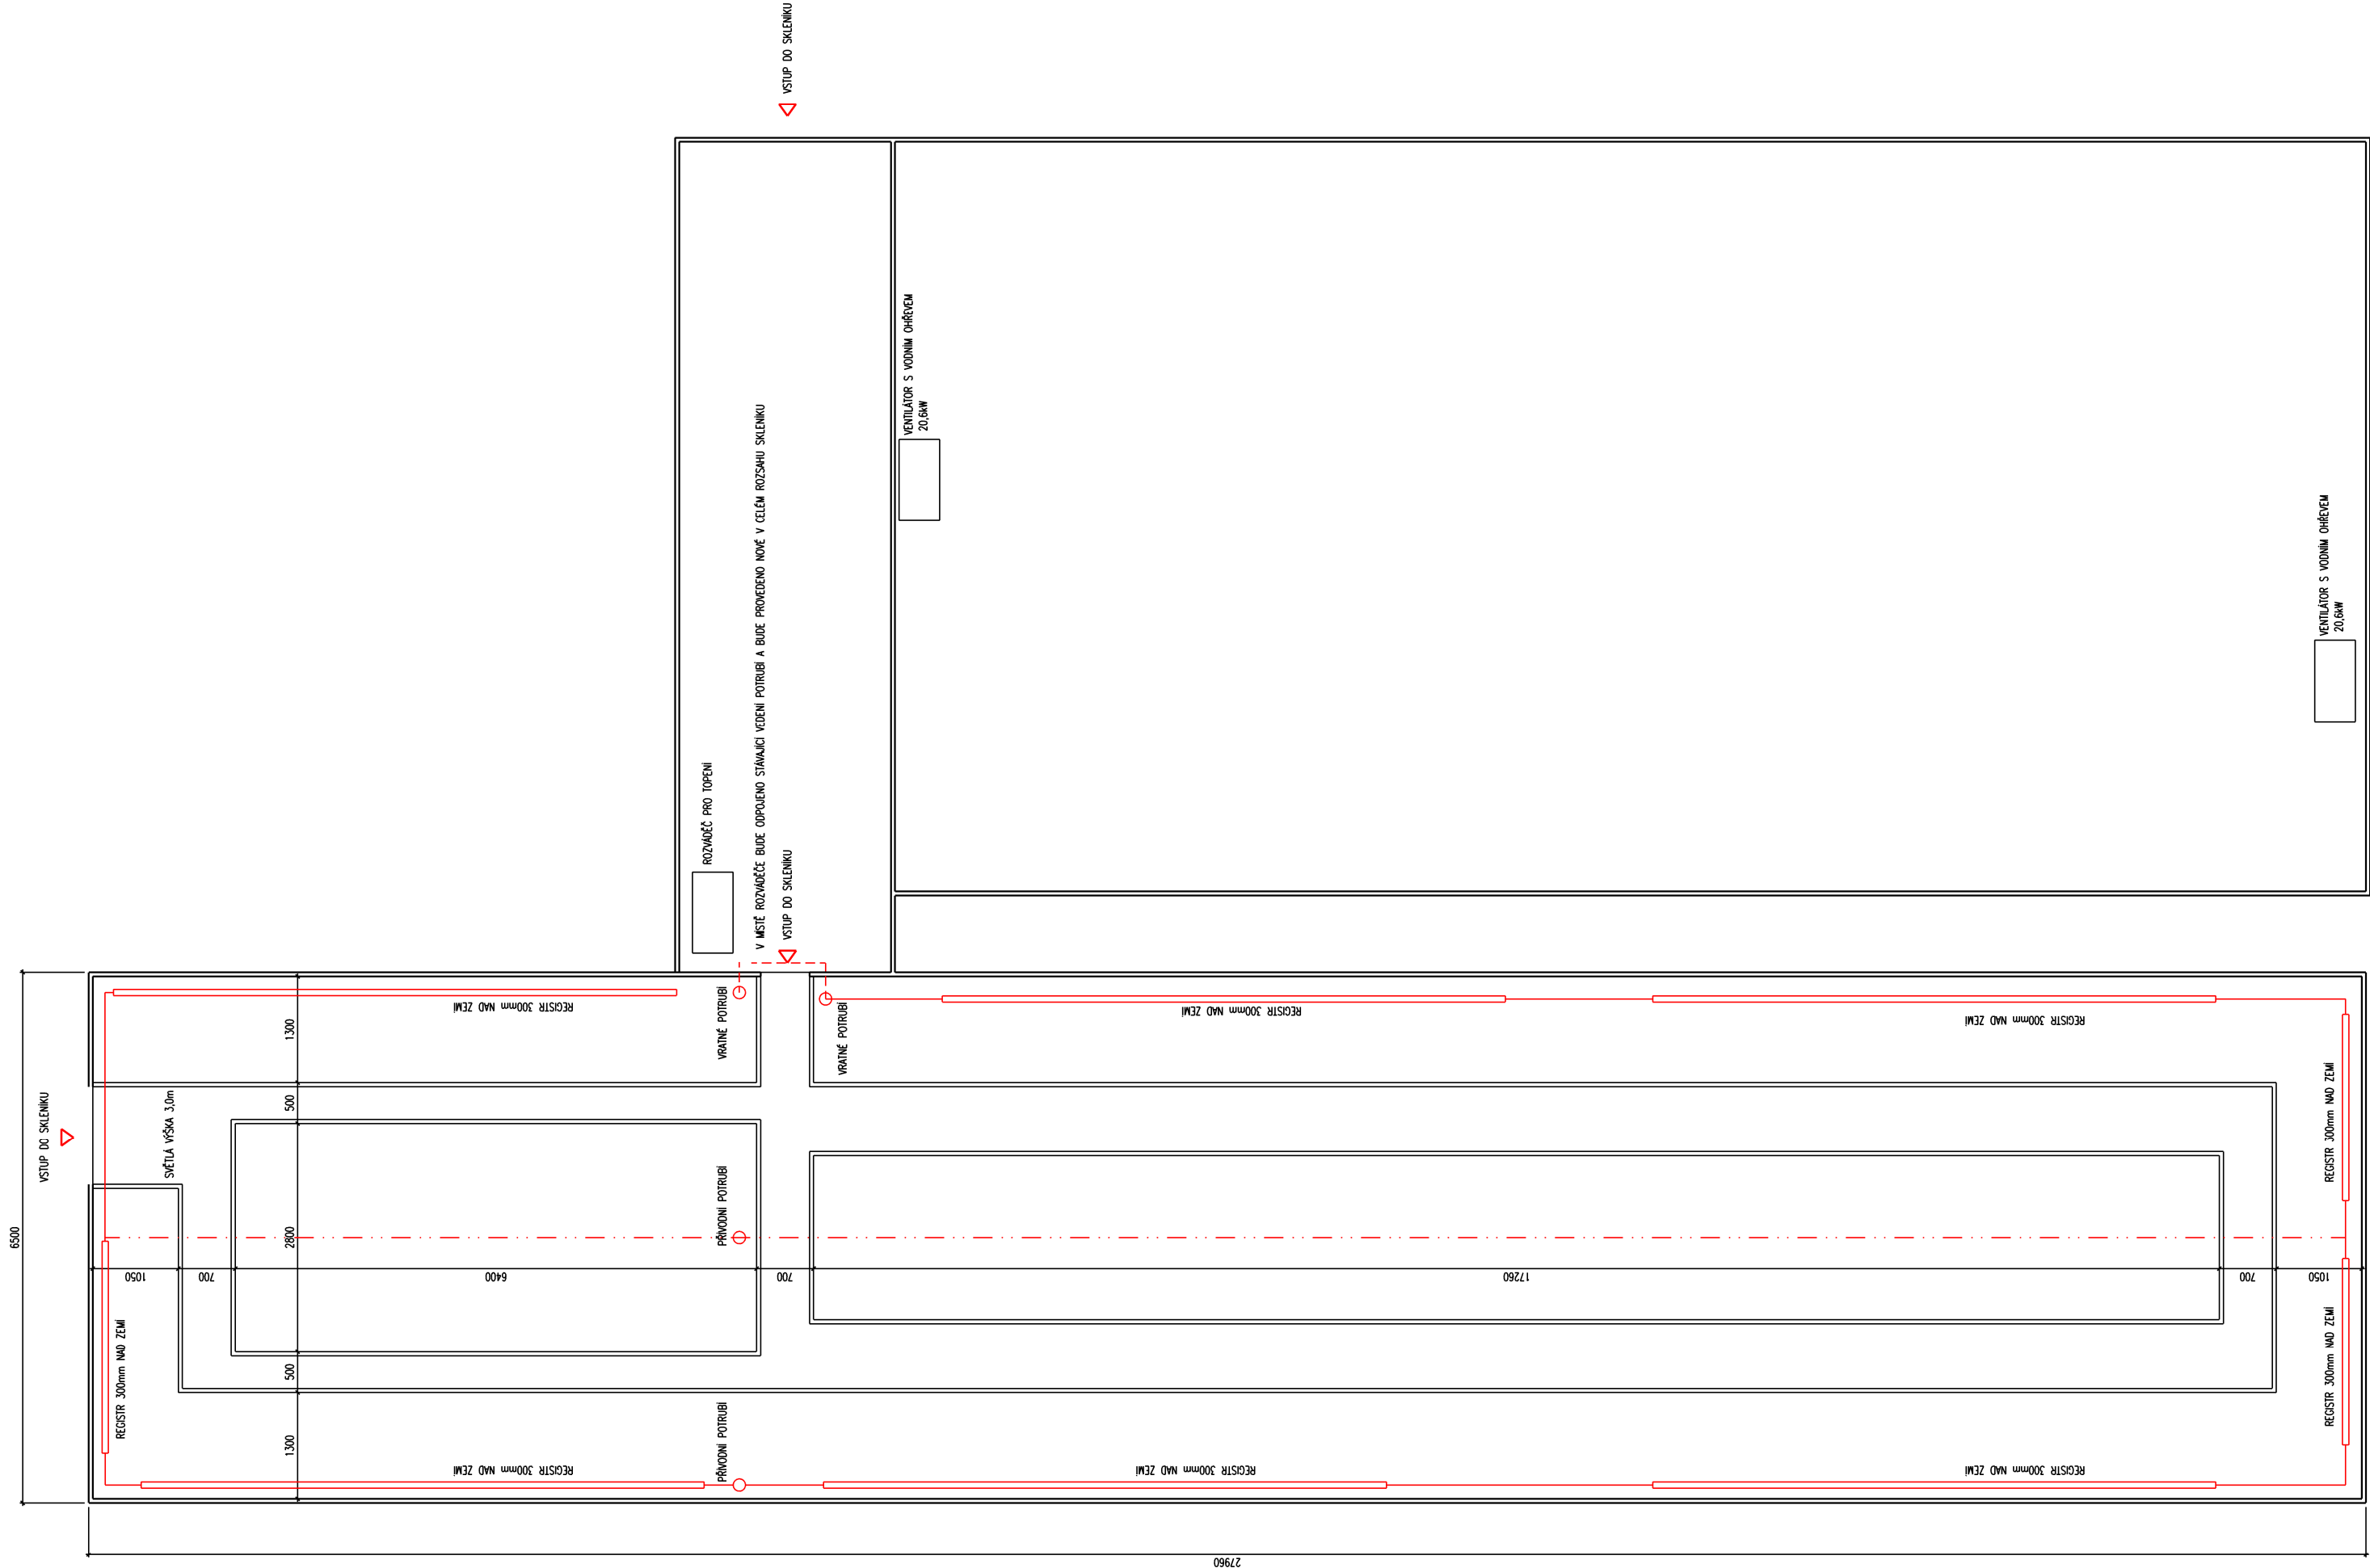 VSTUP DO SKLENÍKU
VENTILÁTOR S VODNÍM OHŘEVEM
20,6kW
VENTILÁTOR S VODNÍM OHŘEVEM
20,6kW
ROZVÁDĚČ PRO TOPENÍ
V MÍSTĚ ROZVÁDĚČE BUDE ODPOJENO STÁVAJÍCÍ VEDENÍ POTRUBÍ A BUDE PROVEDENO NOVÉ V CELÉM ROZSAHU SKLENÍKU
VSTUP DO SKLENÍKU
REGISTR 300mm NAD ZEMÍ
VRATNÉ POTRUBÍ
VRATNÉ POTRUBÍ
REGISTR 300mm NAD ZEMÍ
REGISTR 300mm NAD ZEMÍ
1300
500
2800
500
1300
VSTUP DO SKLENÍKU
SVĚTLÁ VÝŠKA 3,0m
6500
PŘÍVODNÍ POTRUBÍ
REGISTR 300mm NAD ZEMÍ
1050
700
6400
700
17260
700
1050
REGISTR 300mm NAD ZEMÍ
REGISTR 300mm NAD ZEMÍ
PŘÍVODNÍ POTRUBÍ
REGISTR 300mm NAD ZEMÍ
REGISTR 300mm NAD ZEMÍ
REGISTR 300mm NAD ZEMÍ
27960